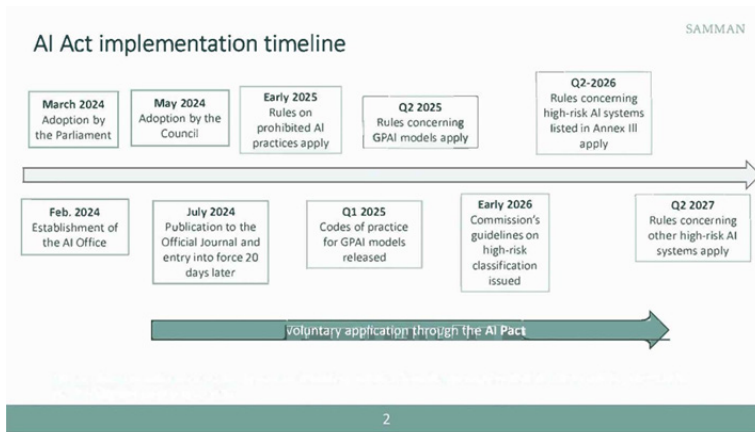 SAMMAN
AI Act implementation timeline
March 2024
Adoption by
the Parliament
May 2024
Adoption by the
Council
Early 2025
Rules on
prohibited AI
practices apply
Q2 2025
Rules concerning
GPAI models apply
Q2-2026
Rules concerning
high-risk AI systems
listed in Annex III
apply
Feb. 2024
Establishment of
the AI Office
July 2024
Publication to the
Official Journal and
entry into force 20
days later
Q1 2025
Codes of practice
for GPAI models
released
Early 2026
Commission's
guidelines on
high-risk
classification
issued
Q2 2027
Rules concerning
other high-risk AI
systems apply
Voluntary application through the AI Pact
2